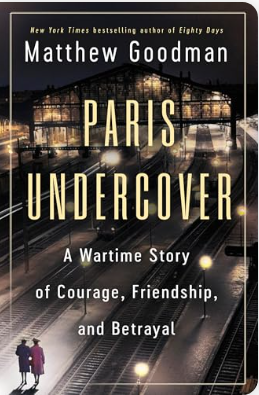 New York Times bestselling author of Eighty Days
Matthew Goodman
PARIS
UNDERCOVER
A Wartime Story
of Courage, Friendship,
and Betrayal